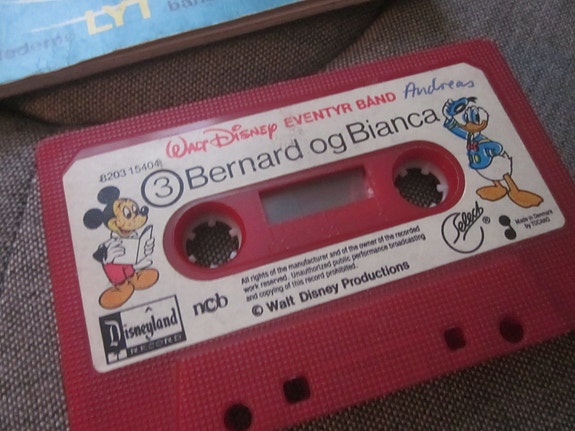 LYT
WALT DISNEY EVENTYR BÅND Andreas
8203 15404
3 Bernard og Bianca
Select ®
Made in Denmark
by TOCANO
All rights of the manufacturer and of the owner of the recorded
work reserved. Unauthorized public performance broadcasting
and copying of this record prohibited.
© Walt Disney Productions
ncb
Disneyland
RECORD